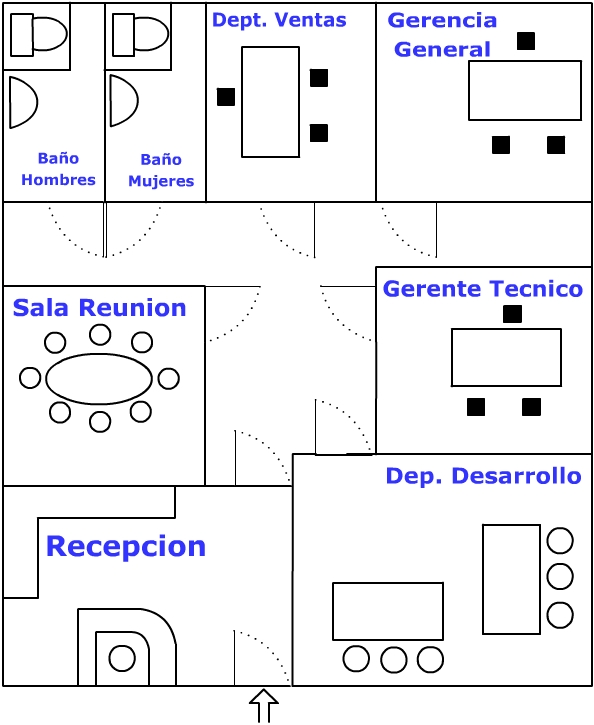 Dept. Ventas
Gerencia
General
Baño
Hombres
Baño
Mujeres
Sala Reunion
Gerente Tecnico
Dep. Desarrollo
Recepcion